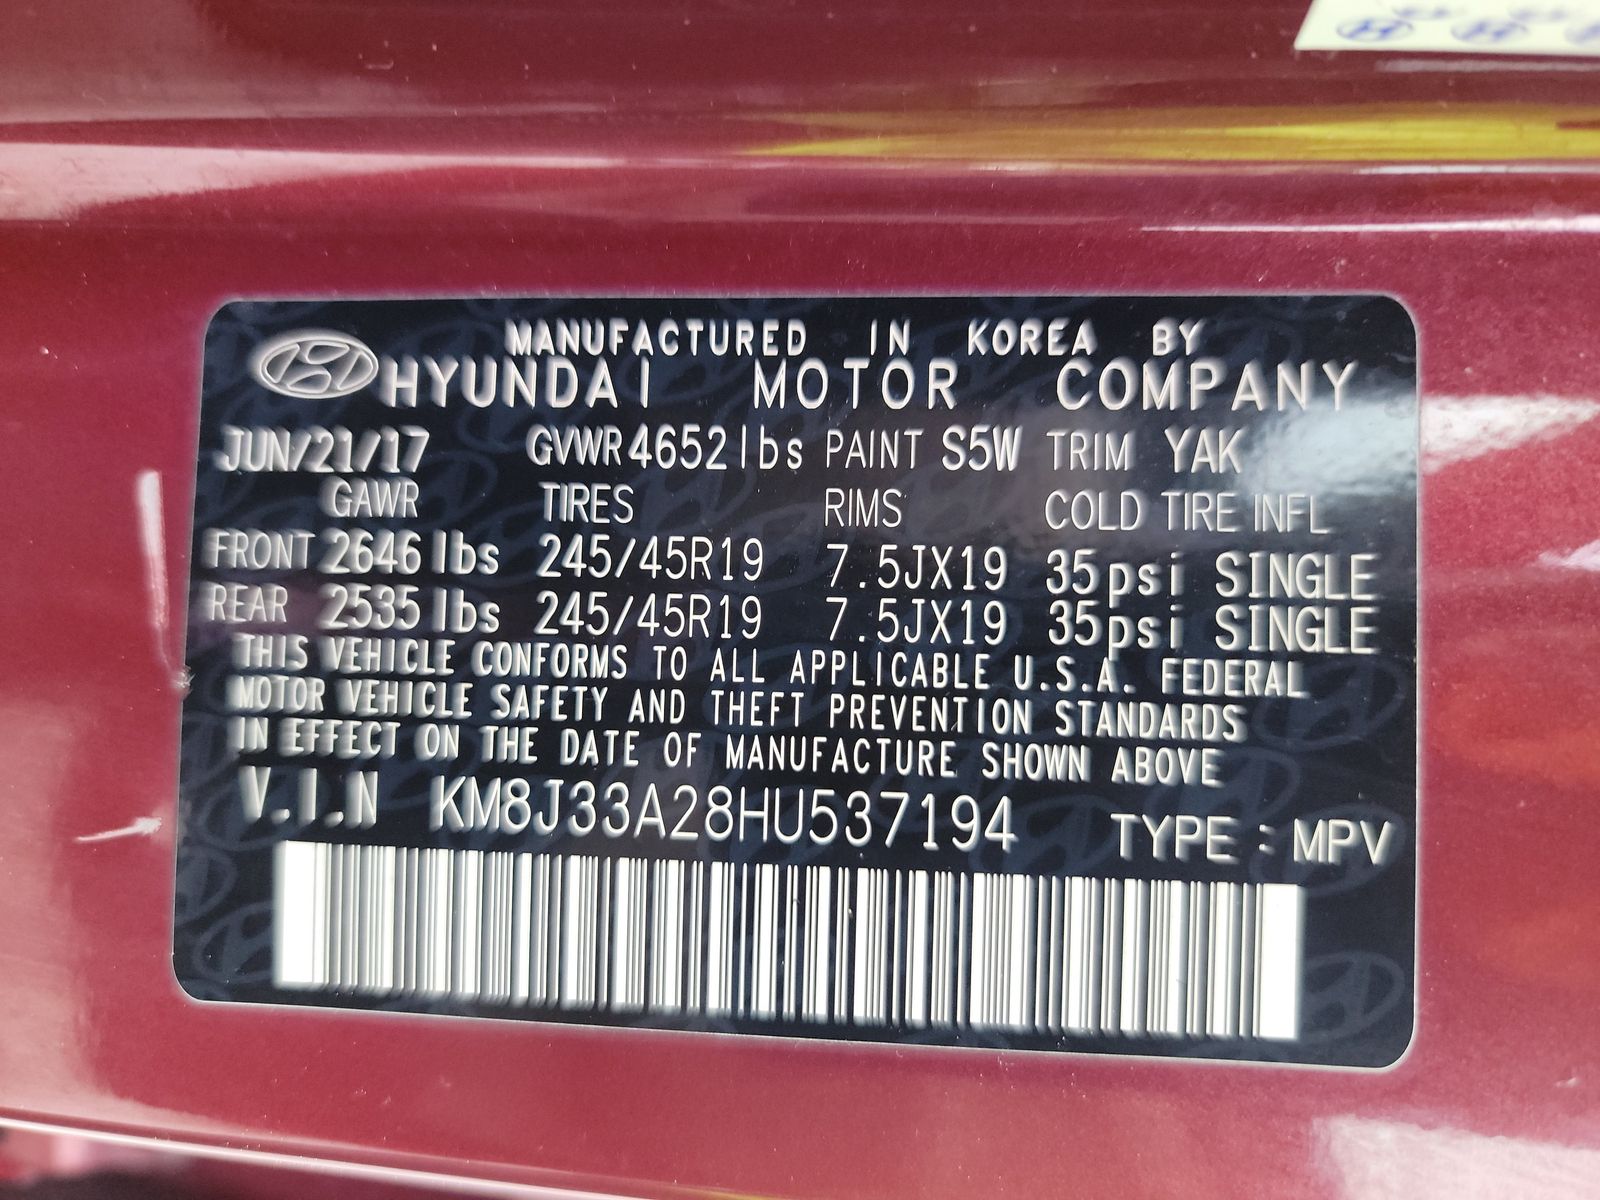 MANUFACTURED IN KOREA BY
HYUNDAI MOTOR COMPANY
JUN/21/17 GVWR 4652lbs PAINT S5W TRIM YAK
GAWR TIRES RIMS COLD TIRE INFL
FRONT 2646 lbs 245/45R19 7.5JX19 35psi SINGLE
REAR 2535 lbs 245/45R19 7.5JX19 35psi SINGLE
THIS VEHICLE CONFORMS TO ALL APPLICABLE U.S.A. FEDERAL
MOTOR VEHICLE SAFETY AND THEFT PREVENTION STANDARDS
IN EFFECT ON THE DATE OF MANUFACTURE SHOWN ABOVE
V.I.N KM8J33A28HU537194 TYPE : MPV